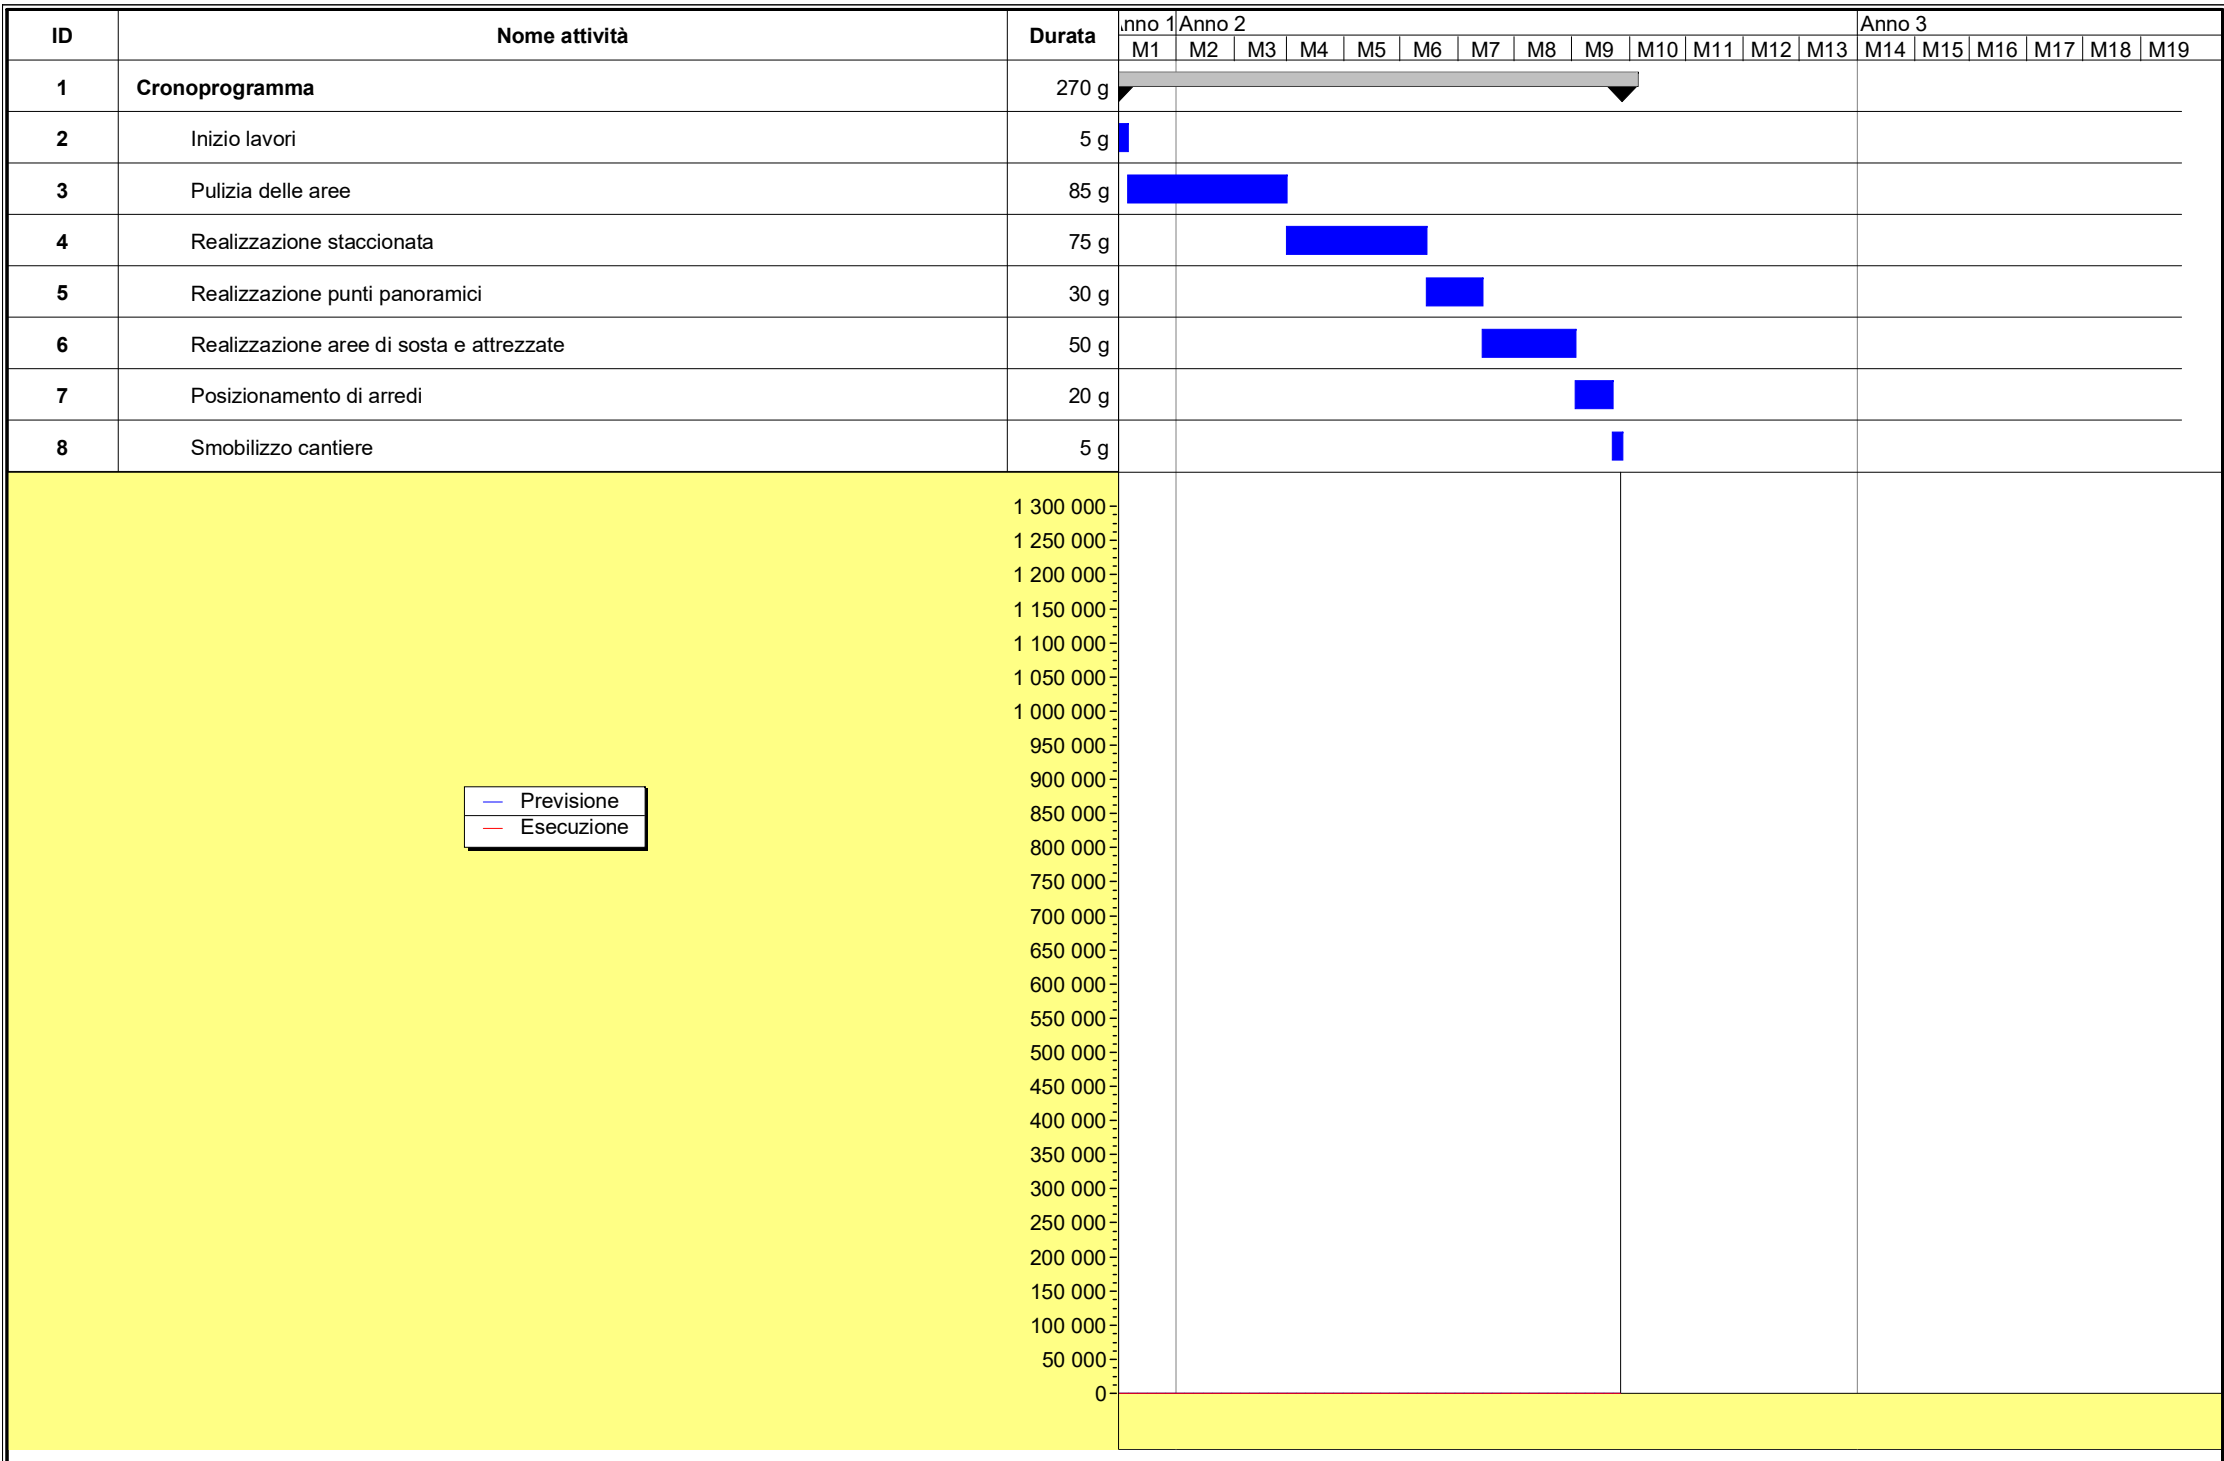 ID Nome attività Durata Anno 2 Anno 3
M1 M2 M3 M4 M5 M6 M7 M8 M9 M10 M11 M12 M13 M14 M15 M16 M17 M18 M19
1 Cronoprogramma 270 g
2 Inizio lavori 5 g
3 Pulizia delle aree 85 g
4 Realizzazione staccionata 75 g
5 Realizzazione punti panoramici 30 g
6 Realizzazione aree di sosta e attrezzate 50 g
7 Posizionamento di arredi 20 g
8 Smobilizzo cantiere 5 g
1 300 000
1 250 000
1 200 000
1 150 000
1 100 000
1 050 000
1 000 000
950 000
900 000
850 000
800 000
750 000
700 000
650 000
600 000
550 000
500 000
450 000
400 000
350 000
300 000
250 000
200 000
150 000
100 000
50 000
0
Previsione
Esecuzione